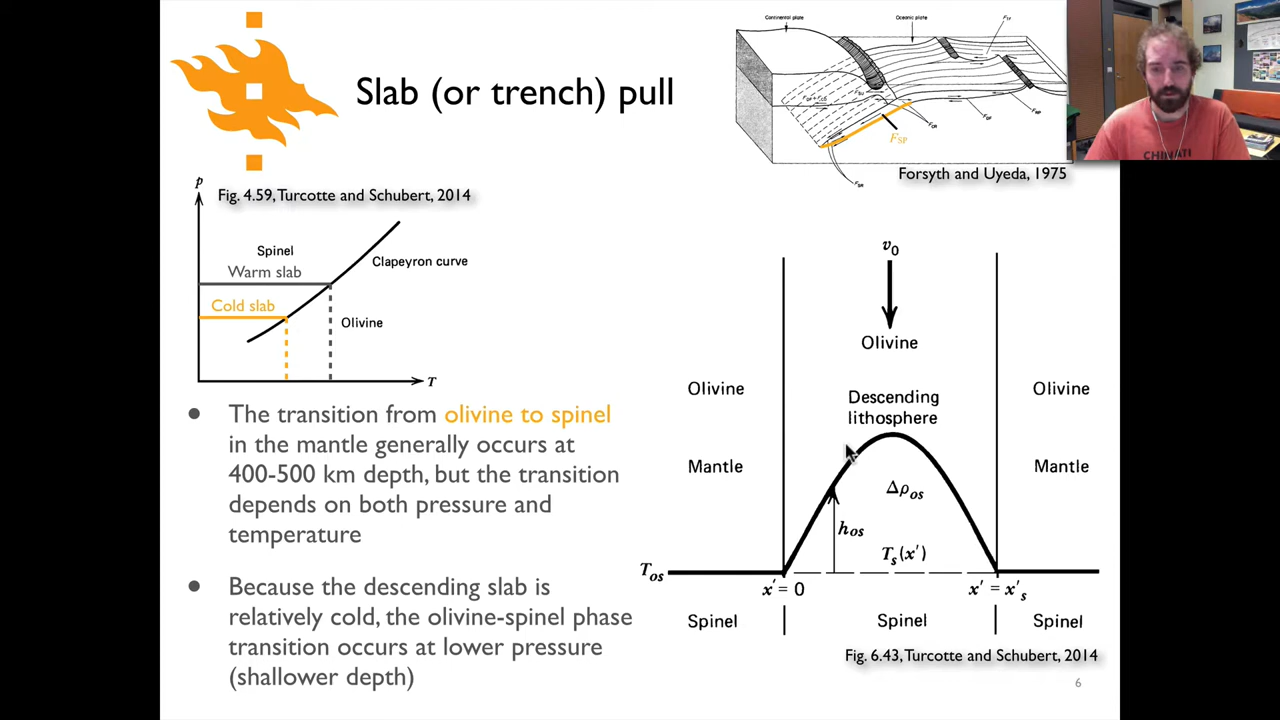 Slab (or trench) pull
Continental plate
Oceanic plate
F_SP
Forsyth and Uyeda, 1975
p
Fig. 4.59, Turcotte and Schubert, 2014
Spinel
Clapeyron curve
Warm slab
Cold slab
Olivine
T
The transition from olivine to spinel
in the mantle generally occurs at
400-500 km depth, but the transition
depends on both pressure and
temperature
Because the descending slab is
relatively cold, the olivine-spinel phase
transition occurs at lower pressure
(shallower depth)
v₀
Olivine
Olivine
Olivine
Descending
lithosphere
Mantle
Mantle
Δρ_os
h_os
T_s(x′)
T_os
x′ = 0
x′ = x′_s
Spinel
Spinel
Spinel
Fig. 6.43, Turcotte and Schubert, 2014
6